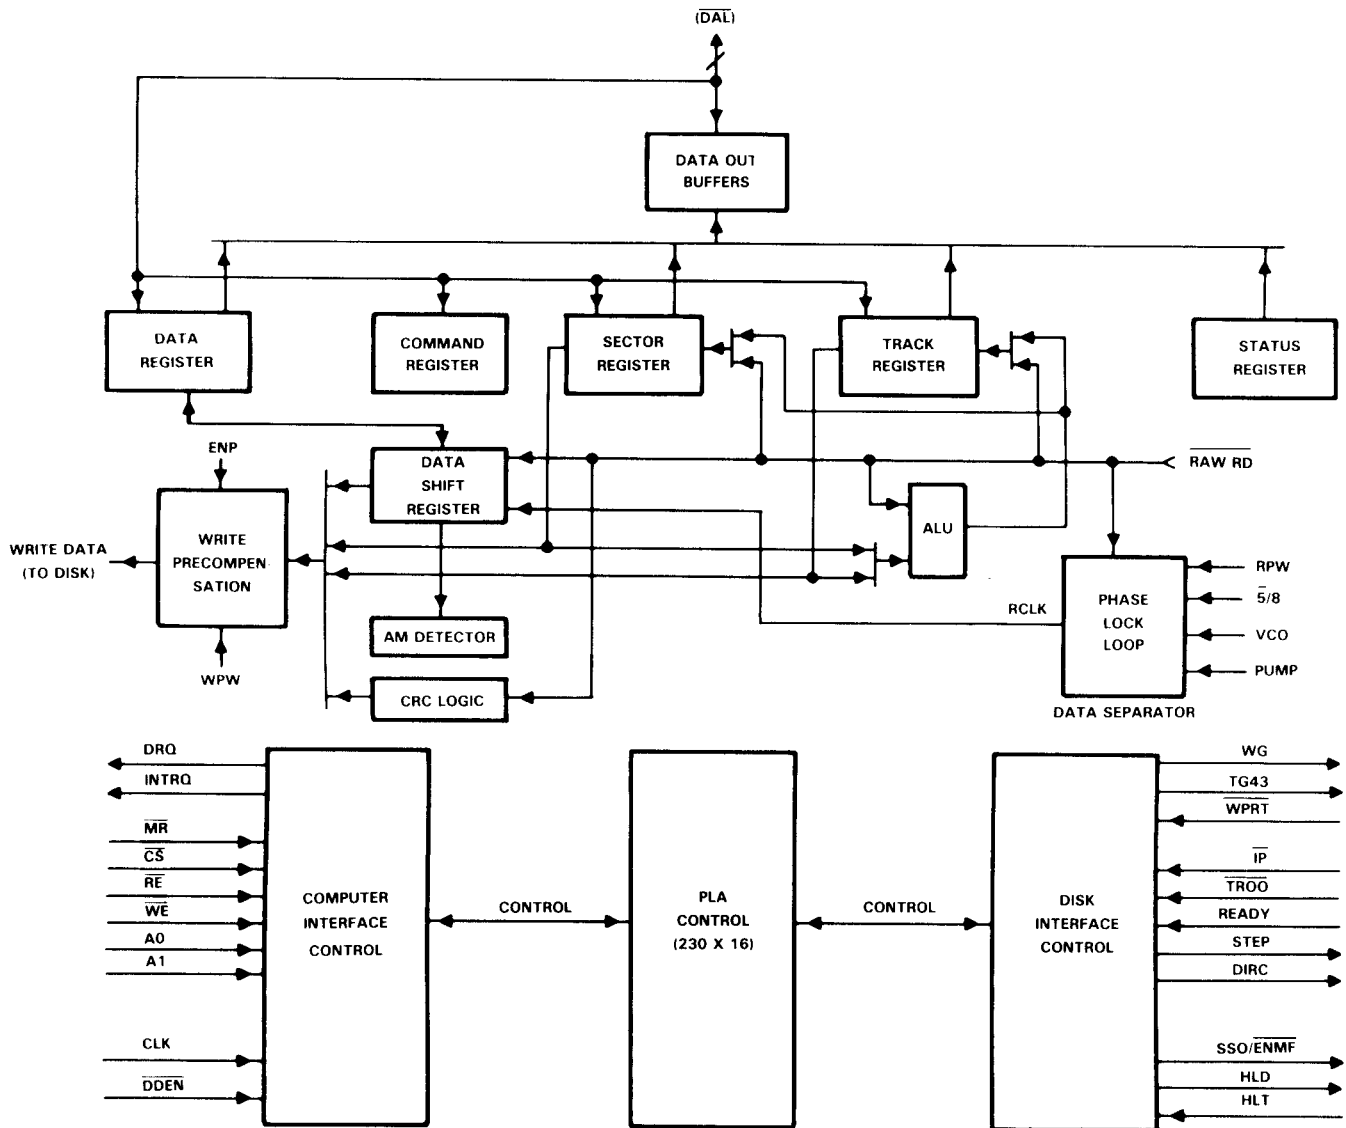 (DAL)
DATA OUT
BUFFERS
DATA
REGISTER
COMMAND
REGISTER
SECTOR
REGISTER
TRACK
REGISTER
STATUS
REGISTER
ENP
DATA
SHIFT
REGISTER
RAW RD
ALU
WRITE DATA
(TO DISK)
WRITE
PRECOMPEN-
SATION
WPW
AM DETECTOR
CRC LOGIC
RCLK
PHASE
LOCK
LOOP
RPW
5/8
VCO
PUMP
DATA SEPARATOR
DRQ
INTRQ
MR
CS
RE
WE
A0
A1
CLK
DDEN
COMPUTER
INTERFACE
CONTROL
CONTROL
PLA
CONTROL
(230 X 16)
CONTROL
DISK
INTERFACE
CONTROL
WG
TG43
WPRT
IP
TROO
READY
STEP
DIRC
SSO/ENMF
HLD
HLT